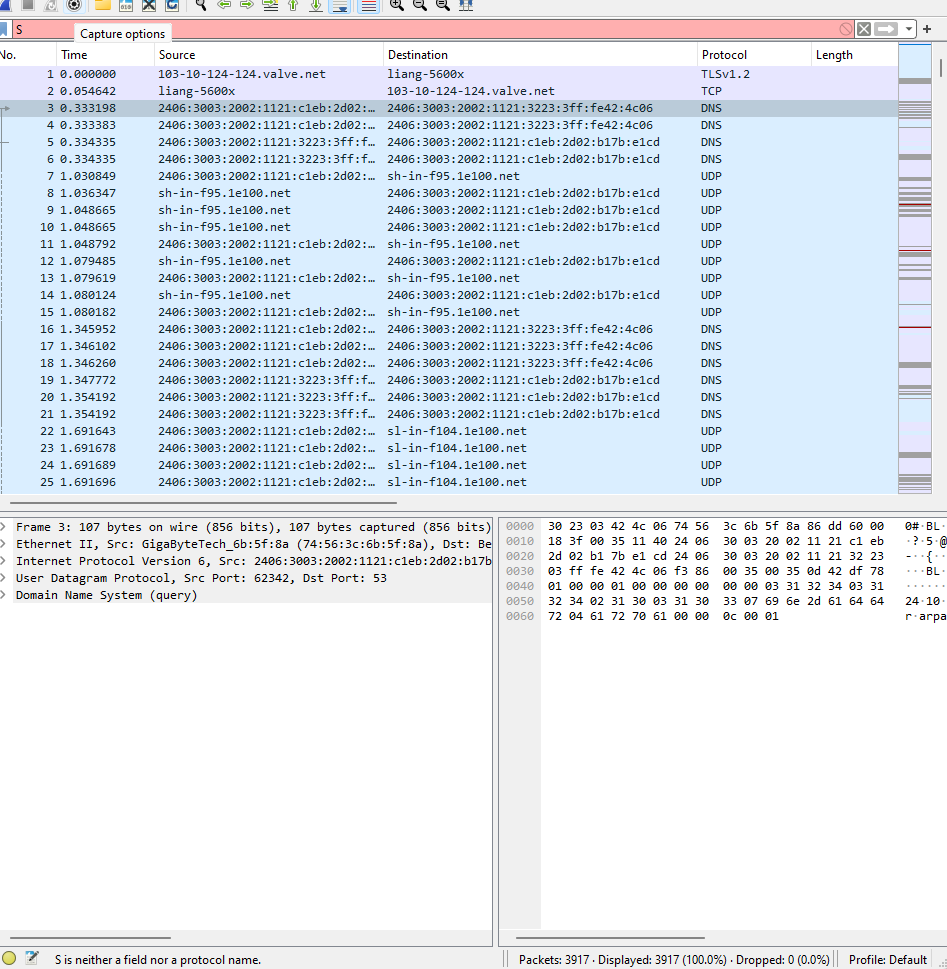 S
Capture options
No. Time Source Destination Protocol Length
1 0.000000 103-10-124-124.valve.net liang-5600x TLSv1.2
2 0.054642 liang-5600x 103-10-124-124.valve.net TCP
3 0.333198 2406:3003:2002:1121:c1eb:2d02:… 2406:3003:2002:1121:3223:3ff:fe42:4c06 DNS
4 0.333383 2406:3003:2002:1121:c1eb:2d02:… 2406:3003:2002:1121:3223:3ff:fe42:4c06 DNS
5 0.334335 2406:3003:2002:1121:3223:3ff:f… 2406:3003:2002:1121:c1eb:2d02:b17b:e1cd DNS
6 0.334335 2406:3003:2002:1121:3223:3ff:f… 2406:3003:2002:1121:c1eb:2d02:b17b:e1cd DNS
7 1.030849 2406:3003:2002:1121:c1eb:2d02:… sh-in-f95.1e100.net UDP
8 1.036347 sh-in-f95.1e100.net 2406:3003:2002:1121:c1eb:2d02:b17b:e1cd UDP
9 1.048665 sh-in-f95.1e100.net 2406:3003:2002:1121:c1eb:2d02:b17b:e1cd UDP
10 1.048665 sh-in-f95.1e100.net 2406:3003:2002:1121:c1eb:2d02:b17b:e1cd UDP
11 1.048792 2406:3003:2002:1121:c1eb:2d02:… sh-in-f95.1e100.net UDP
12 1.079485 sh-in-f95.1e100.net 2406:3003:2002:1121:c1eb:2d02:b17b:e1cd UDP
13 1.079619 2406:3003:2002:1121:c1eb:2d02:… sh-in-f95.1e100.net UDP
14 1.080124 sh-in-f95.1e100.net 2406:3003:2002:1121:c1eb:2d02:b17b:e1cd UDP
15 1.080182 2406:3003:2002:1121:c1eb:2d02:… sh-in-f95.1e100.net UDP
16 1.345952 2406:3003:2002:1121:c1eb:2d02:… 2406:3003:2002:1121:3223:3ff:fe42:4c06 DNS
17 1.346102 2406:3003:2002:1121:c1eb:2d02:… 2406:3003:2002:1121:3223:3ff:fe42:4c06 DNS
18 1.346260 2406:3003:2002:1121:c1eb:2d02:… 2406:3003:2002:1121:3223:3ff:fe42:4c06 DNS
19 1.347772 2406:3003:2002:1121:3223:3ff:f… 2406:3003:2002:1121:c1eb:2d02:b17b:e1cd DNS
20 1.354192 2406:3003:2002:1121:3223:3ff:f… 2406:3003:2002:1121:c1eb:2d02:b17b:e1cd DNS
21 1.354192 2406:3003:2002:1121:3223:3ff:f… 2406:3003:2002:1121:c1eb:2d02:b17b:e1cd DNS
22 1.691643 2406:3003:2002:1121:c1eb:2d02:… sl-in-f104.1e100.net UDP
23 1.691678 2406:3003:2002:1121:c1eb:2d02:… sl-in-f104.1e100.net UDP
24 1.691689 2406:3003:2002:1121:c1eb:2d02:… sl-in-f104.1e100.net UDP
25 1.691696 2406:3003:2002:1121:c1eb:2d02:… sl-in-f104.1e100.net UDP
Frame 3: 107 bytes on wire (856 bits), 107 bytes captured (856 bits)
Ethernet II, Src: GigaByteTech_6b:5f:8a (74:56:3c:6b:5f:8a), Dst: Be
Internet Protocol Version 6, Src: 2406:3003:2002:1121:c1eb:2d02:b17b
User Datagram Protocol, Src Port: 62342, Dst Port: 53
Domain Name System (query)
0000 30 23 03 42 4c 06 74 56 3c 6b 5f 8a 86 dd 60 00 0#·BL·
0010 18 3f 00 35 11 40 24 06 30 03 20 02 11 21 c1 eb ·?·5·@
0020 2d 02 b1 7b e1 cd 24 06 30 03 20 02 11 21 32 23 -··{··
0030 03 ff fe 42 4c 06 f3 86 00 35 00 35 0d 42 df 78 ···BL·
0040 01 00 00 01 00 00 00 00 00 00 03 31 32 34 03 31 ······
0050 32 34 02 31 30 03 31 30 33 07 69 6e 2d 61 64 64 24·10·
0060 72 04 61 72 70 61 00 00 0c 00 01 r·arpa
S is neither a field nor a protocol name.
Packets: 3917 · Displayed: 3917 (100.0%) · Dropped: 0 (0.0%)
Profile: Default